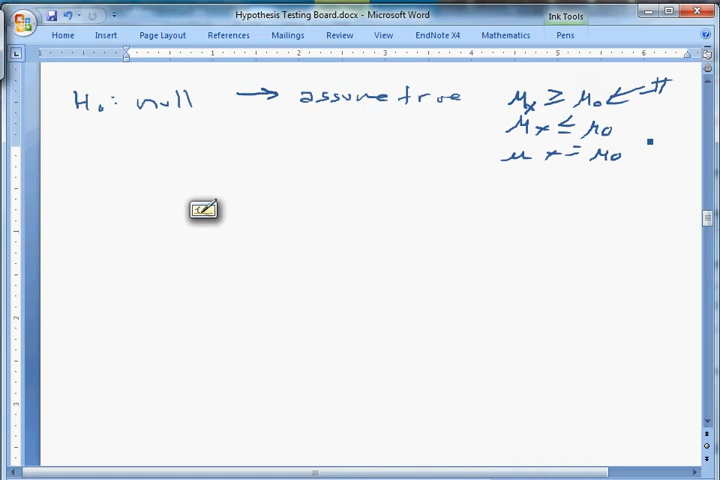 Hypothesis Testing Board.docx - Microsoft Word
Ink Tools
Home Insert Page Layout References Mailings Review View EndNote X4 Mathematics Pens
H₀: null → assume true μₓ ≥ μ₀ ← #
μₓ ≤ μ₀
μ x = μ₀